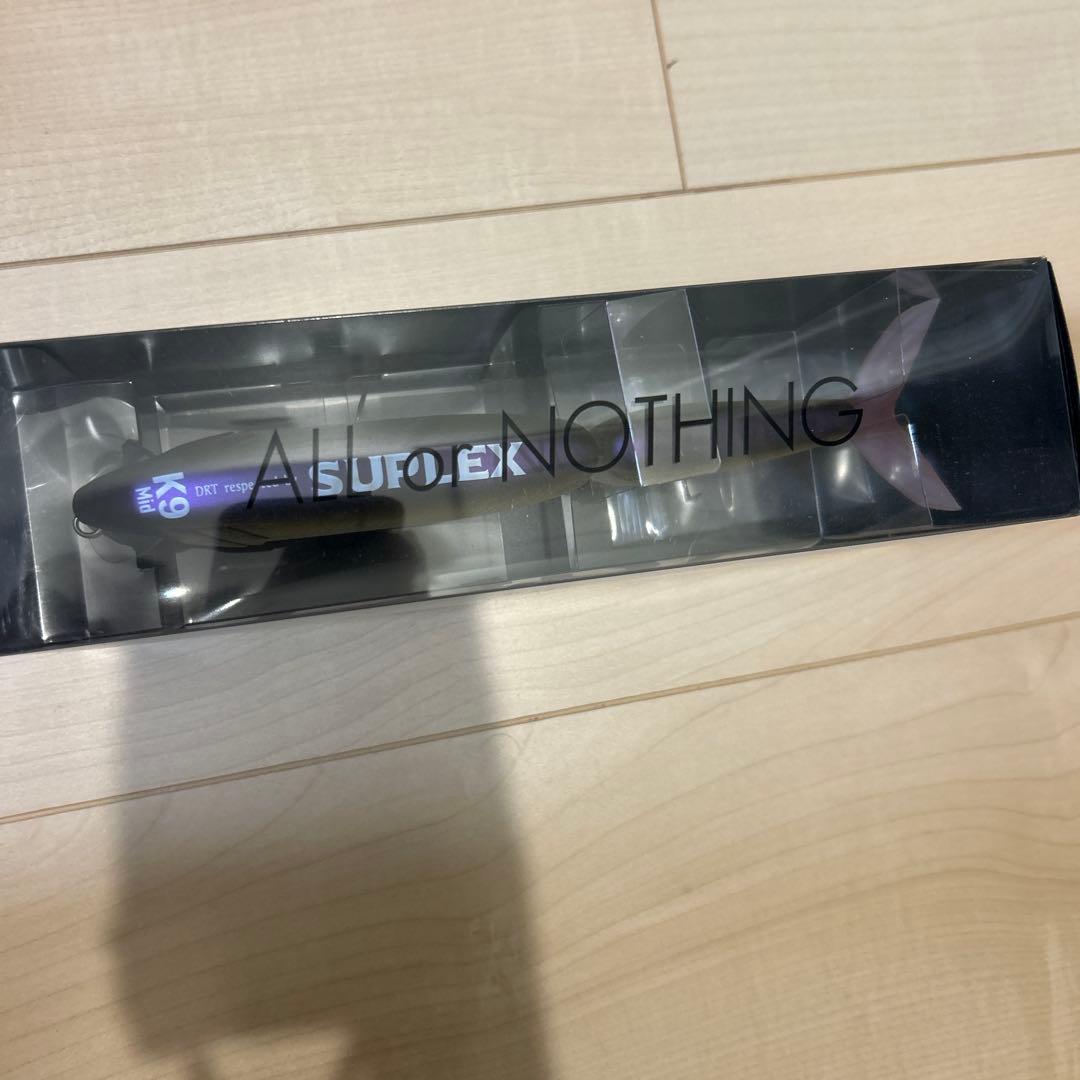 ALL or NOTHING
K9
Mid
DRT
SUPLEX